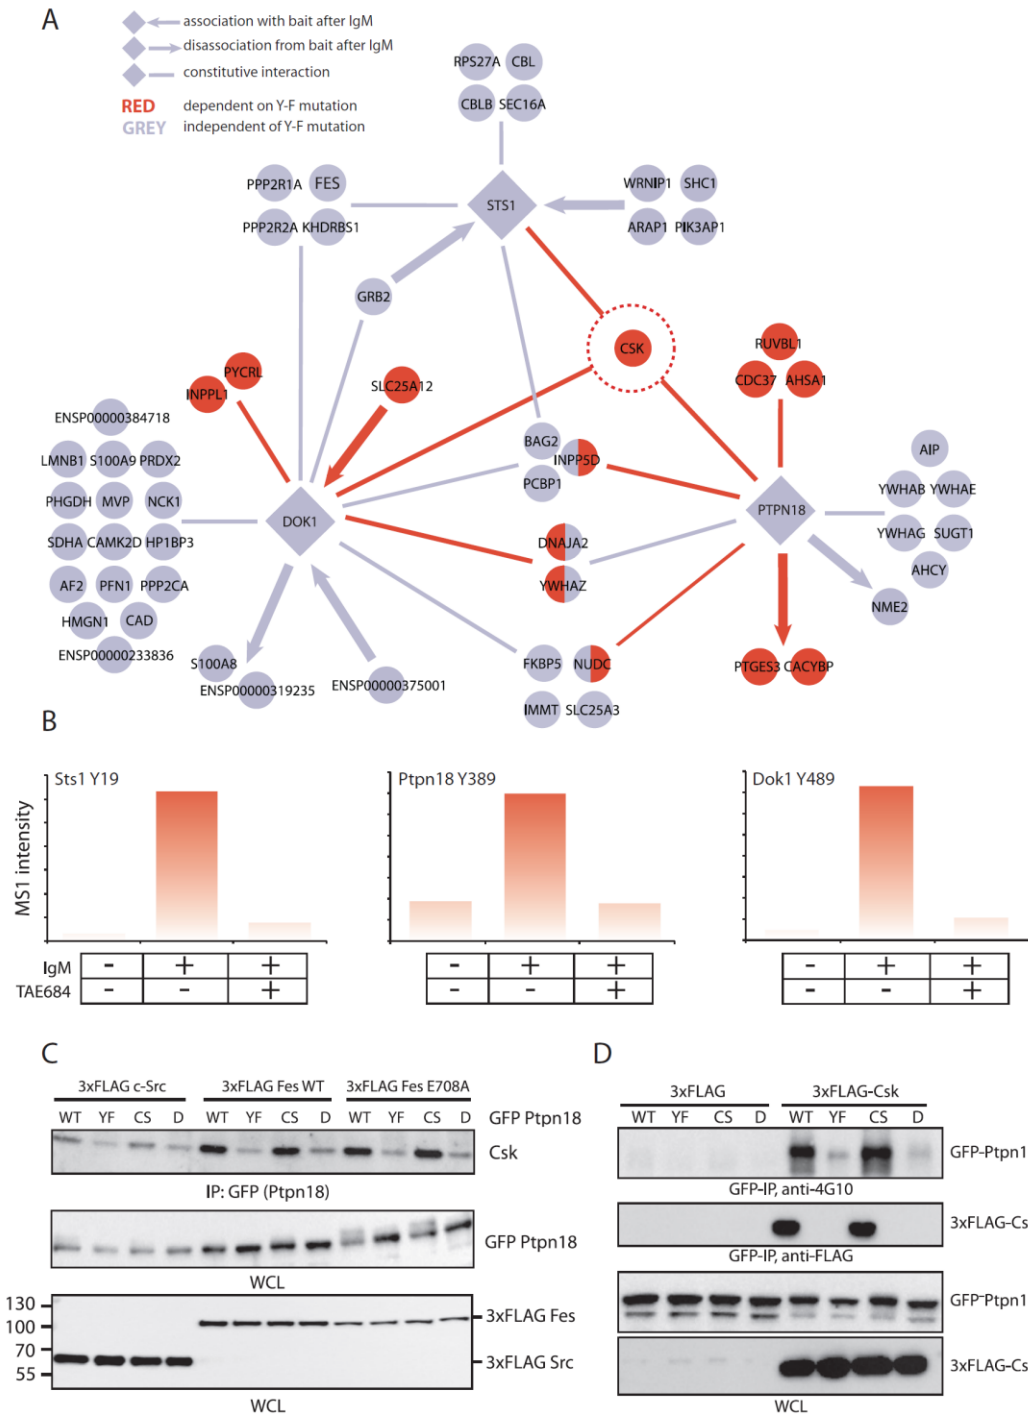 A
association with bait after IgM
disassociation from bait after IgM
constitutive interaction
RED dependent on Y-F mutation
GREY independent of Y-F mutation
RPS27A CBL
CBLB SEC16A
PPP2R1A FES
PPP2R2A KHDRBS1
STS1
WRNIP1 SHC1
ARAP1 PIK3AP1
GRB2
CSK
RUVBL1
CDC37 AHSA1
PYCRL
INPPL1
SLC25A12
ENSP00000384718
LMNB1 S100A9 PRDX2
PHGDH MVP NCK1
SDHA CAMK2D HP1BP3
AF2 PFN1 PPP2CA
HMGN1 CAD
ENSP00000233836
DOK1
BAG2
INPP5D
PCBP1
PTPN18
AIP
YWHAB YWHAE
YWHAG SUGT1
AHCY
DNAJA2
YWHAZ
NME2
S100A8
ENSP00000319235
ENSP00000375001
FKBP5 NUDC
IMMT SLC25A3
PTGES3 CACYBP
B
MS1 intensity
Sts1 Y19
Ptpn18 Y389
Dok1 Y489
IgM - + + - + + - + +
TAE684 - - + - - + - - +
C
3xFLAG c-Src 3xFLAG Fes WT 3xFLAG Fes E708A
WT YF CS D WT YF CS D WT YF CS D GFP Ptpn18
Csk
IP: GFP (Ptpn18)
GFP Ptpn18
WCL
130
100
70
55
3xFLAG Fes
3xFLAG Src
WCL
D
3xFLAG 3xFLAG-Csk
WT YF CS D WT YF CS D
GFP-Ptpn1
GFP-IP, anti-4G10
3xFLAG-Cs
GFP-IP, anti-FLAG
GFP-Ptpn1
3xFLAG-Cs
WCL